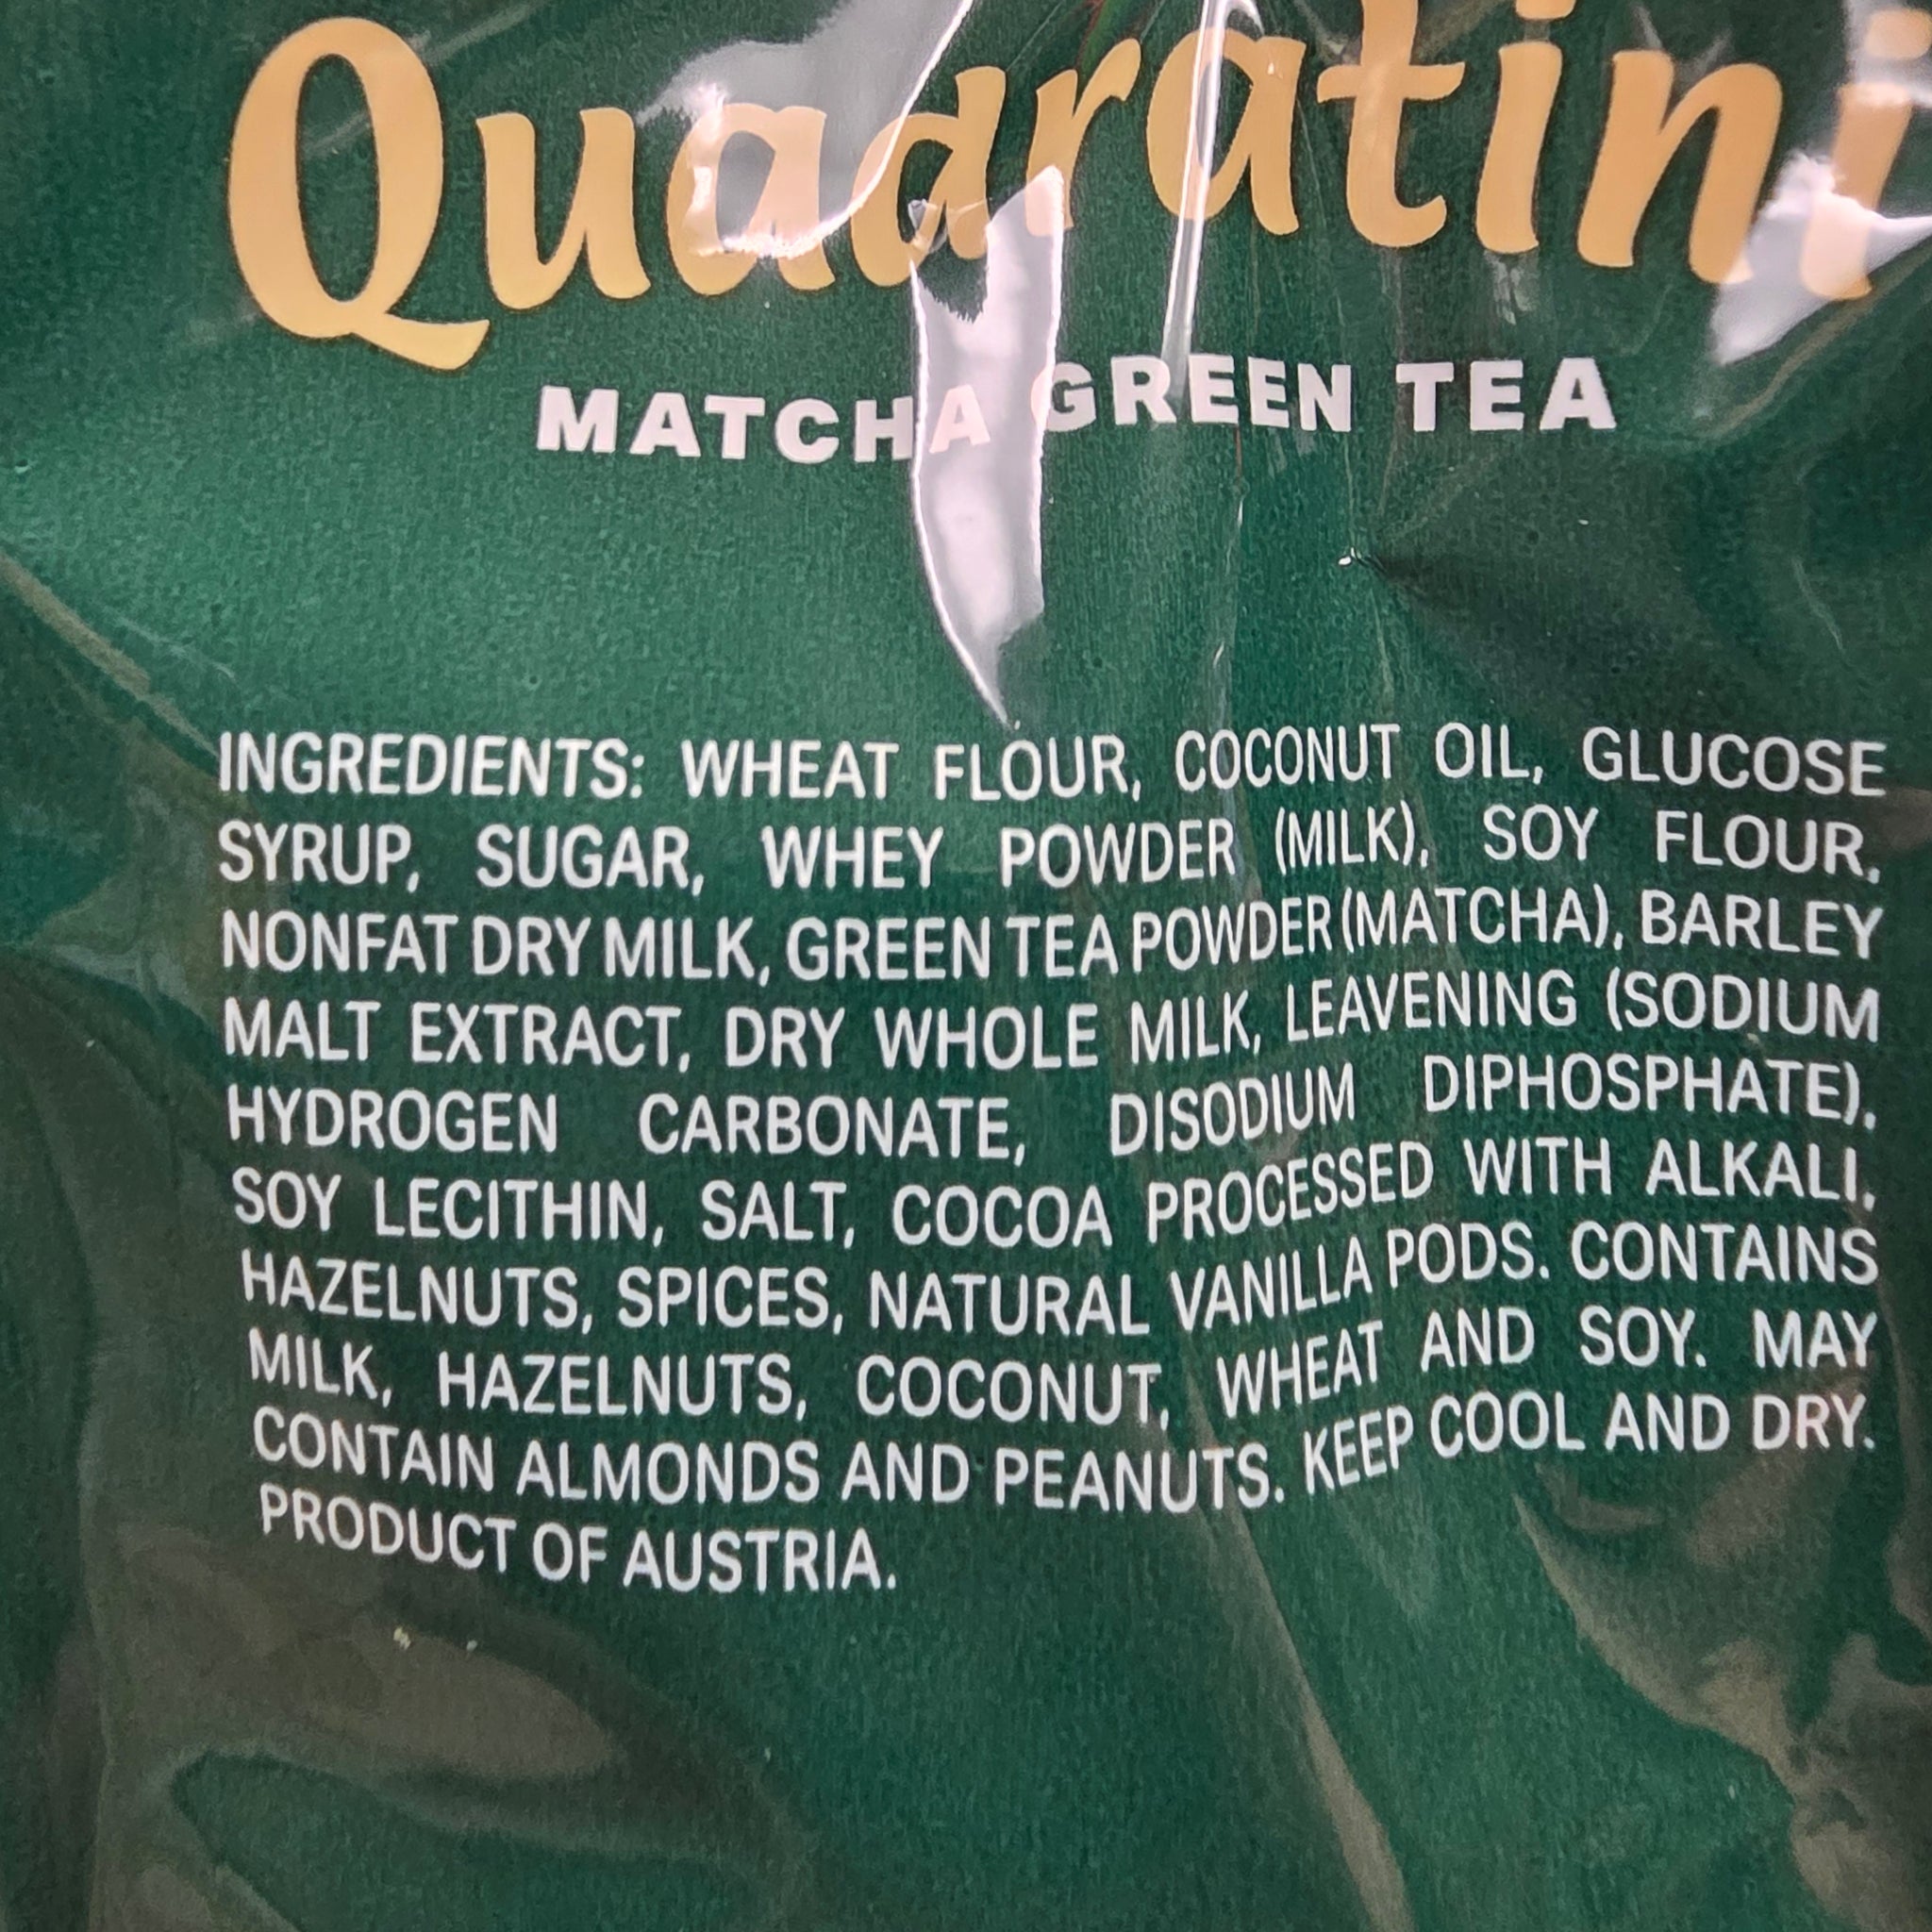 Quadratini
MATCHA GREEN TEA
INGREDIENTS: WHEAT FLOUR, COCONUT OIL, GLUCOSE
SYRUP, SUGAR, WHEY POWDER (MILK), SOY FLOUR,
NONFAT DRY MILK, GREEN TEA POWDER (MATCHA), BARLEY
MALT EXTRACT, DRY WHOLE MILK, LEAVENING (SODIUM
HYDROGEN CARBONATE, DISODIUM DIPHOSPHATE),
SOY LECITHIN, SALT, COCOA PROCESSED WITH ALKALI,
HAZELNUTS, SPICES, NATURAL VANILLA PODS. CONTAINS
MILK, HAZELNUTS, COCONUT, WHEAT AND SOY. MAY
CONTAIN ALMONDS AND PEANUTS. KEEP COOL AND DRY.
PRODUCT OF AUSTRIA.